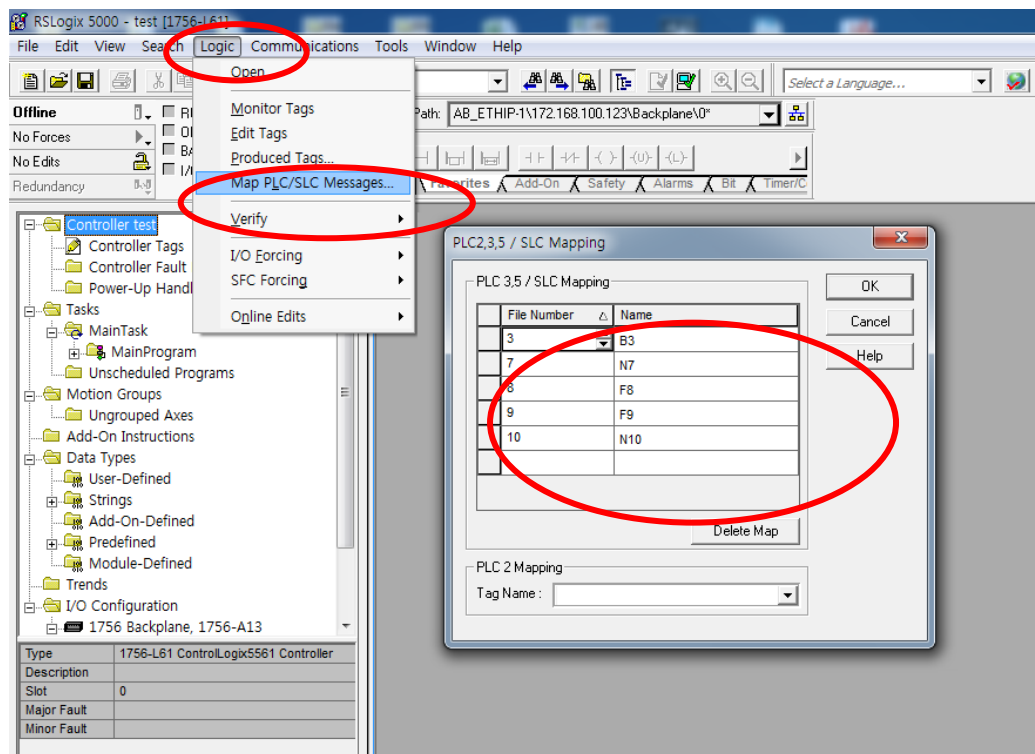 RSLogix 5000 - test [1756-L61]
File Edit View Search Logic Communications Tools Window Help
Select a Language...
Offline
No Forces
No Edits
Redundancy
Path: AB_ETHIP-1\172.168.100.123\Backplane\0*
Favorites Add-On Safety Alarms Bit Timer/C
Open
Monitor Tags
Edit Tags
Produced Tags...
Map PLC/SLC Messages...
Verify
I/O Forcing
SFC Forcing
Online Edits
Controller test
Controller Tags
Controller Fault
Power-Up Handl
Tasks
MainTask
MainProgram
Unscheduled Programs
Motion Groups
Ungrouped Axes
Add-On Instructions
Data Types
User-Defined
Strings
Add-On-Defined
Predefined
Module-Defined
Trends
I/O Configuration
1756 Backplane, 1756-A13
Type 1756-L61 ControlLogix5561 Controller
Description
Slot 0
Major Fault
Minor Fault
PLC2,3,5 / SLC Mapping
PLC 3,5 / SLC Mapping
File Number Name
3 B3
7 N7
8 F8
9 F9
10 N10
Delete Map
PLC 2 Mapping
Tag Name :
OK
Cancel
Help